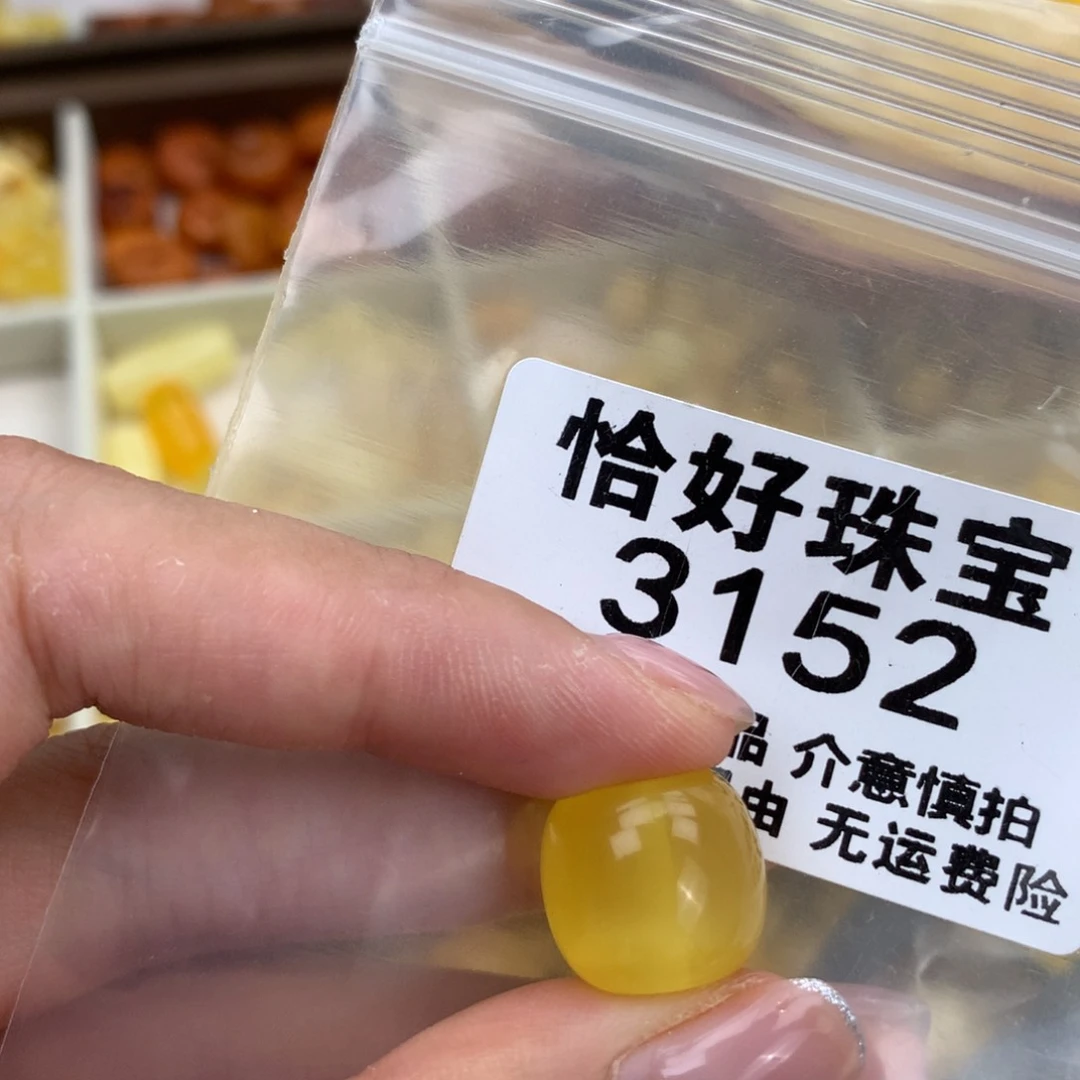 恰好珠宝
3152
品 介意慎拍
由 无运费险